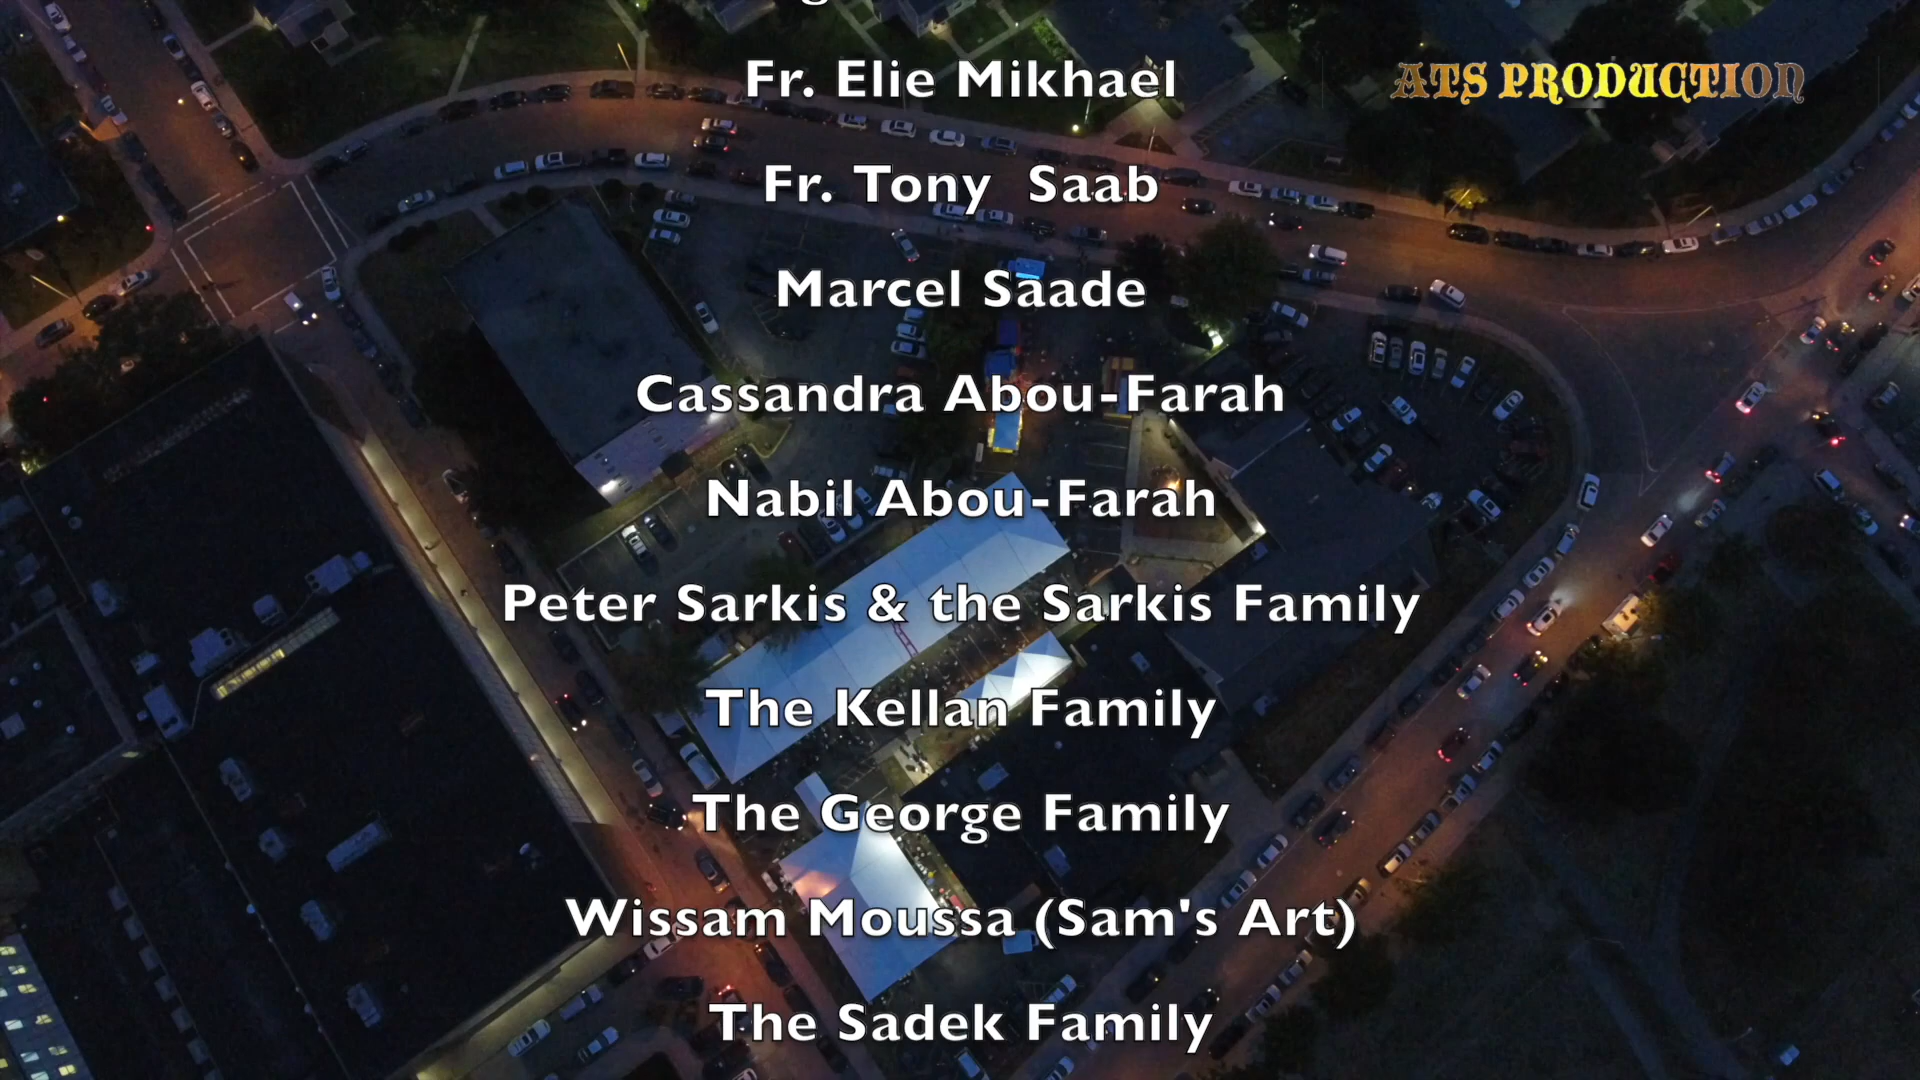 Fr. Elie Mikhael
ATS PRODUCTION
Fr. Tony  Saab
Marcel Saade
Cassandra Abou-Farah
Nabil Abou-Farah
Peter Sarkis & the Sarkis Family
The Kellan Family
The George Family
Wissam Moussa (Sam's Art)
The Sadek Family